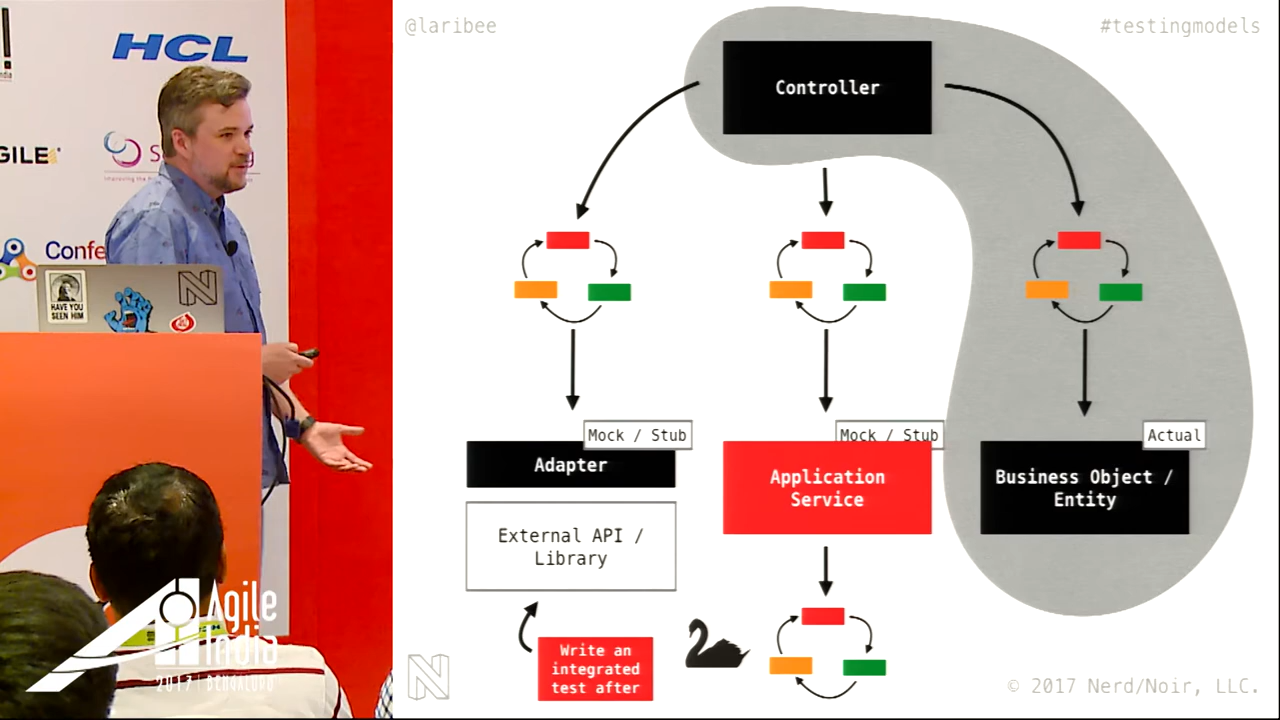 HCL
GILE
Confe
HAVE YOU
SEEN HIM
Agile
India
2017 | BENGALURU
@laribee
#testingmodels
Controller
Mock / Stub
Mock / Stub
Actual
Adapter
Application
Service
Business Object /
Entity
External API /
Library
Write an
integrated
test after
© 2017 Nerd/Noir, LLC.